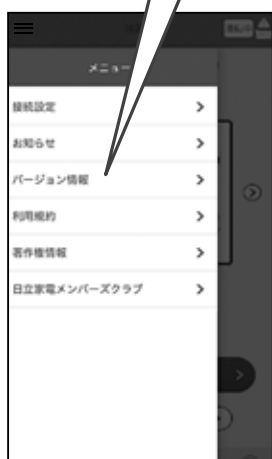 メニュー
接続設定
お知らせ
バージョン情報
利用規約
著作権情報
日立家電メンバーズクラブ